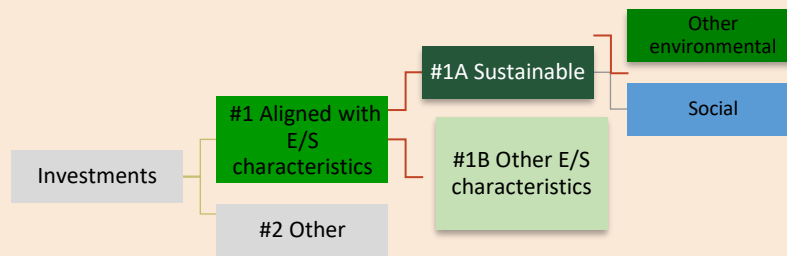 Other
environmental
#1A Sustainable
Social
#1 Aligned with
E/S
characteristics
#1B Other E/S
characteristics
Investments
#2 Other